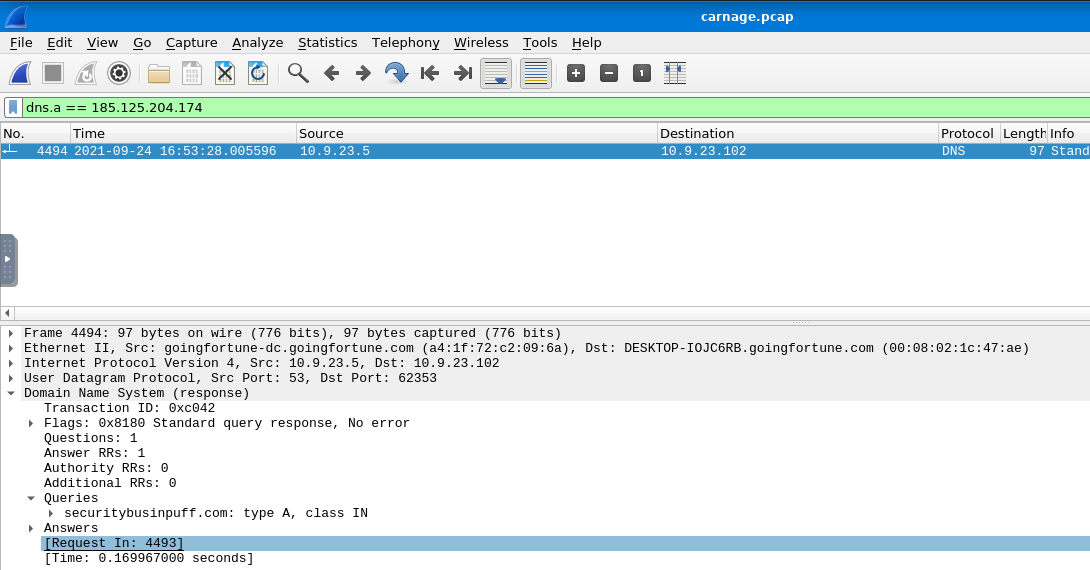 carnage.pcap
File Edit View Go Capture Analyze Statistics Telephony Wireless Tools Help
dns.a == 185.125.204.174
No. Time Source Destination Protocol Length Info
4494 2021-09-24 16:53:28.005596 10.9.23.5 10.9.23.102 DNS 97 Stand
Frame 4494: 97 bytes on wire (776 bits), 97 bytes captured (776 bits)
Ethernet II, Src: goingfortune-dc.goingfortune.com (a4:1f:72:c2:09:6a), Dst: DESKTOP-IOJC6RB.goingfortune.com (00:08:02:1c:47:ae)
Internet Protocol Version 4, Src: 10.9.23.5, Dst: 10.9.23.102
User Datagram Protocol, Src Port: 53, Dst Port: 62353
Domain Name System (response)
Transaction ID: 0xc042
Flags: 0x8180 Standard query response, No error
Questions: 1
Answer RRs: 1
Authority RRs: 0
Additional RRs: 0
Queries
securitybusinpuff.com: type A, class IN
Answers
[Request In: 4493]
[Time: 0.169967000 seconds]